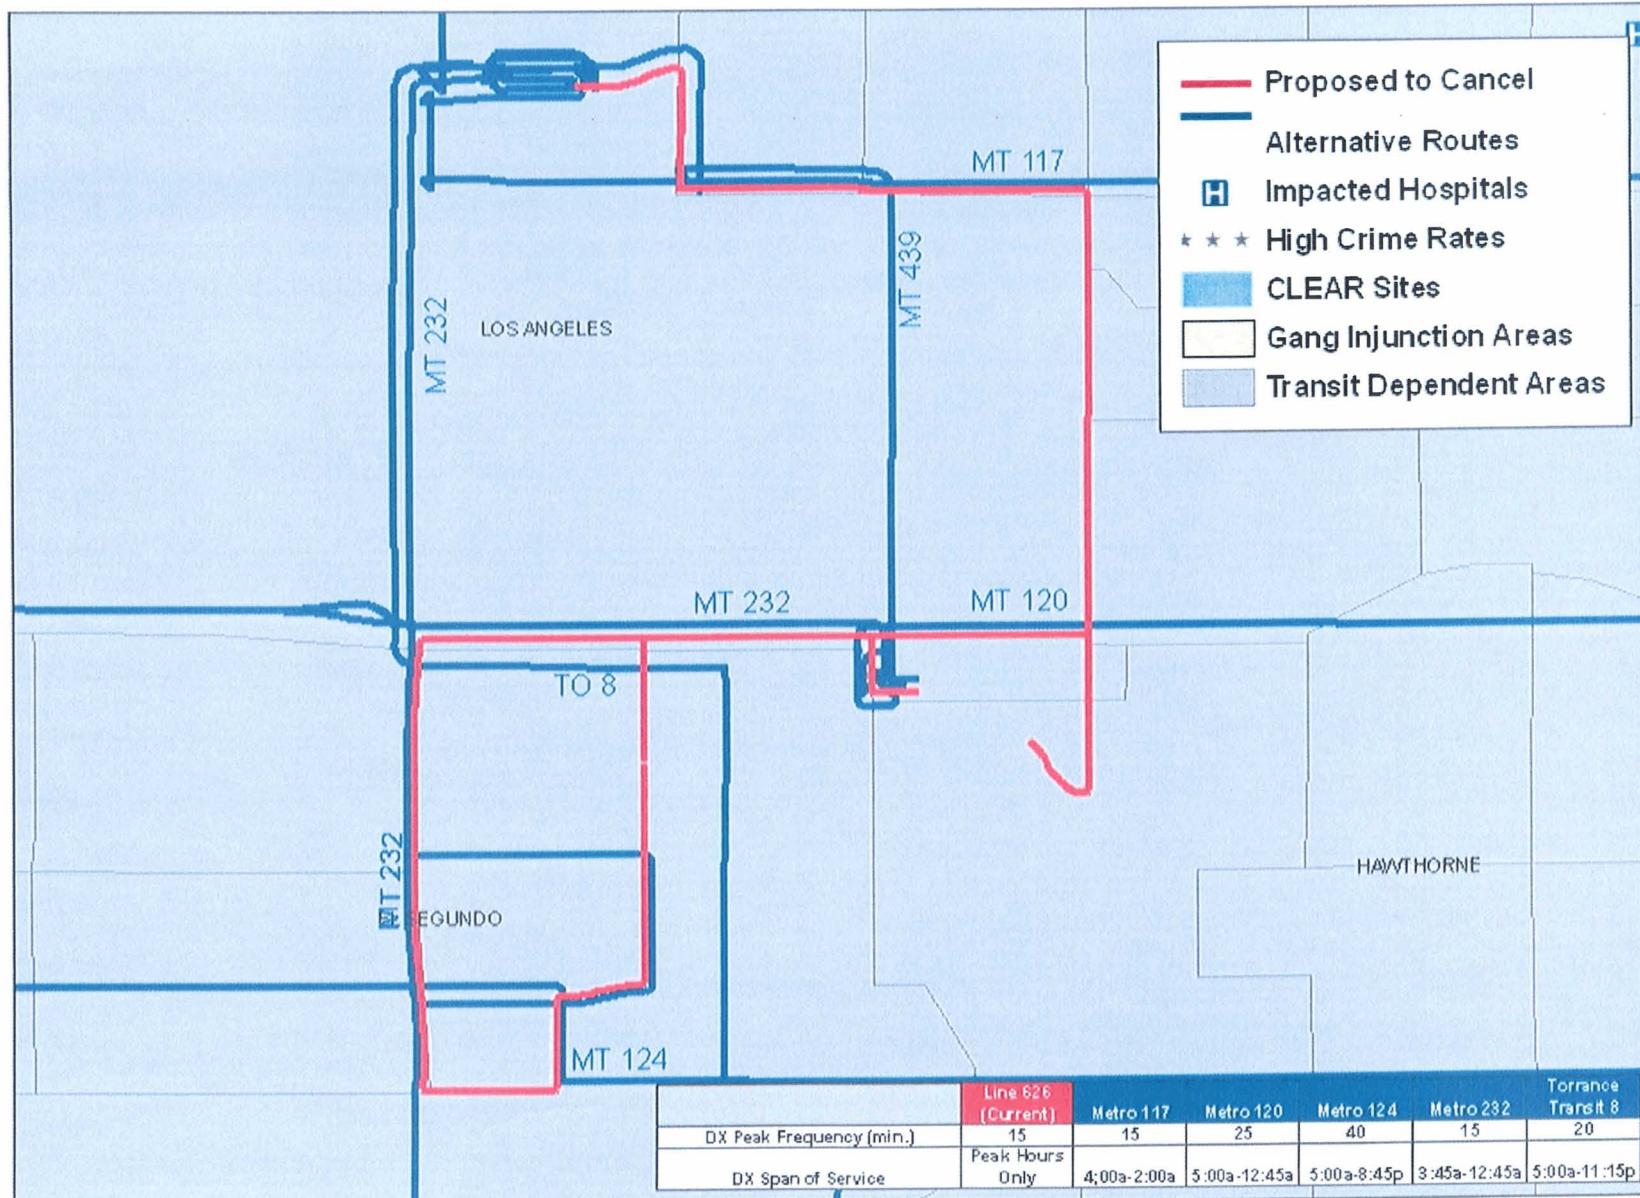 Proposed to Cancel
Alternative Routes
H Impacted Hospitals
High Crime Rates
CLEAR Sites
Gang Injunction Areas
Transit Dependent Areas
H
MT 117
MT 439
MT 232
LOS ANGELES
MT 232
MT 120
TO 8
MT 232
SEGUNDO
HAWTHORNE
MT 124
Line 626 (Current) Metro 117 Metro 120 Metro 124 Metro 232 Torrance Transit 8
DX Peak Frequency (min.) 15 15 25 40 15 20
DX Span of Service Peak Hours Only 4;00a-2:00a 5:00a-12:45a 5:00a-8:45p 3:45a-12:45a 5:00a-11:15p